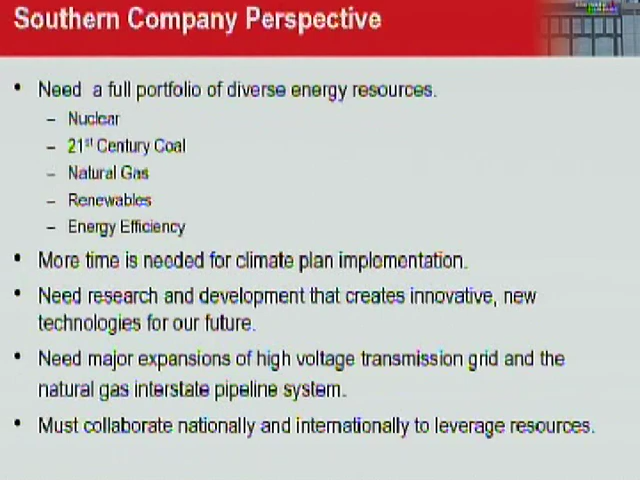 Southern Company Perspective
• Need a full portfolio of diverse energy resources.
– Nuclear
– 21st Century Coal
– Natural Gas
– Renewables
– Energy Efficiency
• More time is needed for climate plan implementation.
• Need research and development that creates innovative, new
technologies for our future.
• Need major expansions of high voltage transmission grid and the
natural gas interstate pipeline system.
• Must collaborate nationally and internationally to leverage resources.